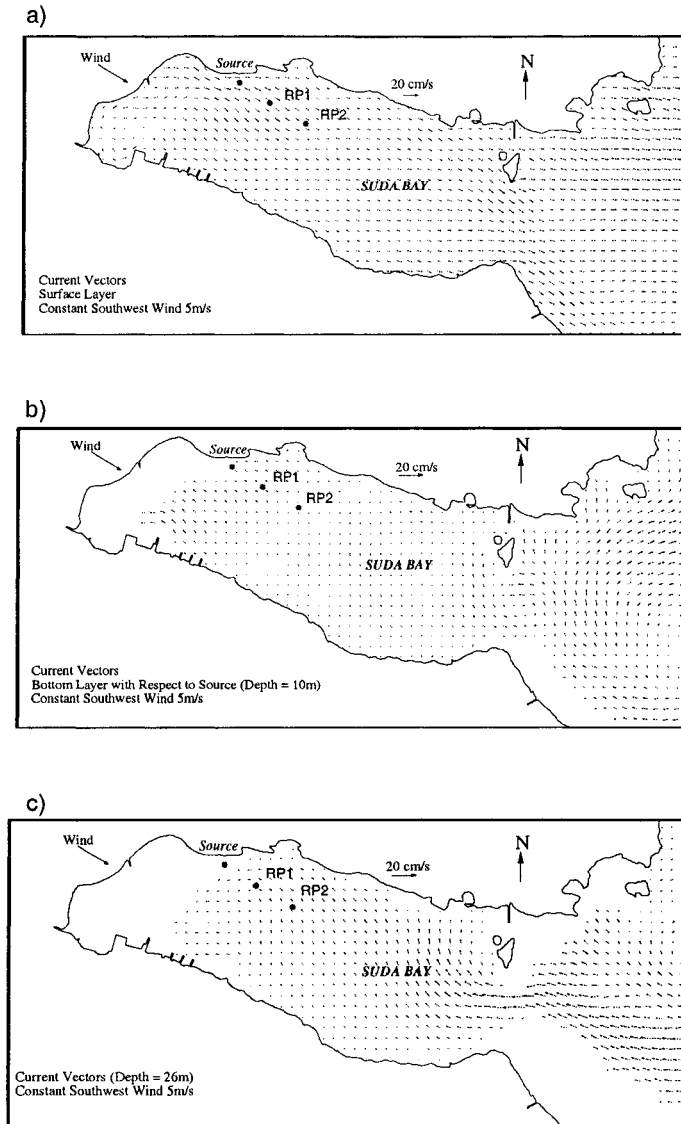 a)
Wind
Source
N
20 cm/s
RP1
RP2
SUDA BAY
Current Vectors
Surface Layer
Constant Southwest Wind 5m/s
b)
Wind
Source
N
20 cm/s
RP1
RP2
SUDA BAY
Current Vectors
Bottom Layer with Respect to Source (Depth = 10m)
Constant Southwest Wind 5m/s
c)
Wind
Source
N
20 cm/s
RP1
RP2
SUDA BAY
Current Vectors (Depth = 26m)
Constant Southwest Wind 5m/s